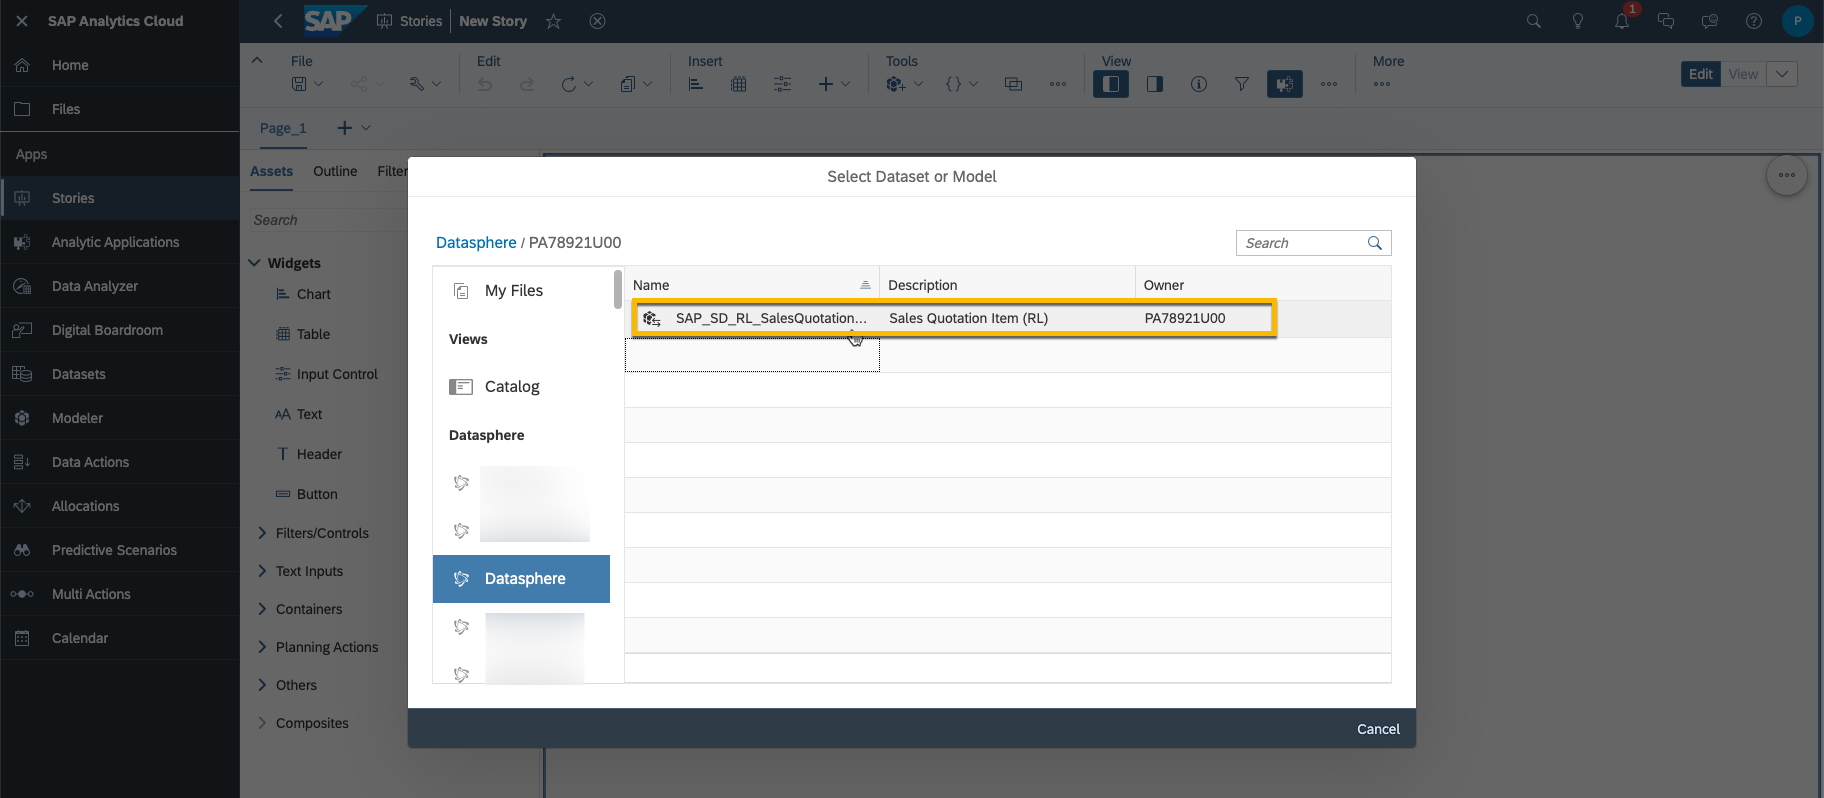 SAP Analytics Cloud
Home
Files
Apps
Stories
Analytic Applications
Data Analyzer
Digital Boardroom
Datasets
Modeler
Data Actions
Allocations
Predictive Scenarios
Multi Actions
Calendar
SAP Stories New Story
1
P
File
Edit
Insert
Tools
View
More
Edit View
Page_1
Assets Outline Filter
Search
Widgets
Chart
Table
Input Control
Text
Header
Button
Filters/Controls
Text Inputs
Containers
Planning Actions
Others
Composites
Select Dataset or Model
Datasphere / PA78921U00
Search
My Files
Views
Catalog
Datasphere
Datasphere
Name Description Owner
SAP_SD_RL_SalesQuotation... Sales Quotation Item (RL) PA78921U00
Cancel